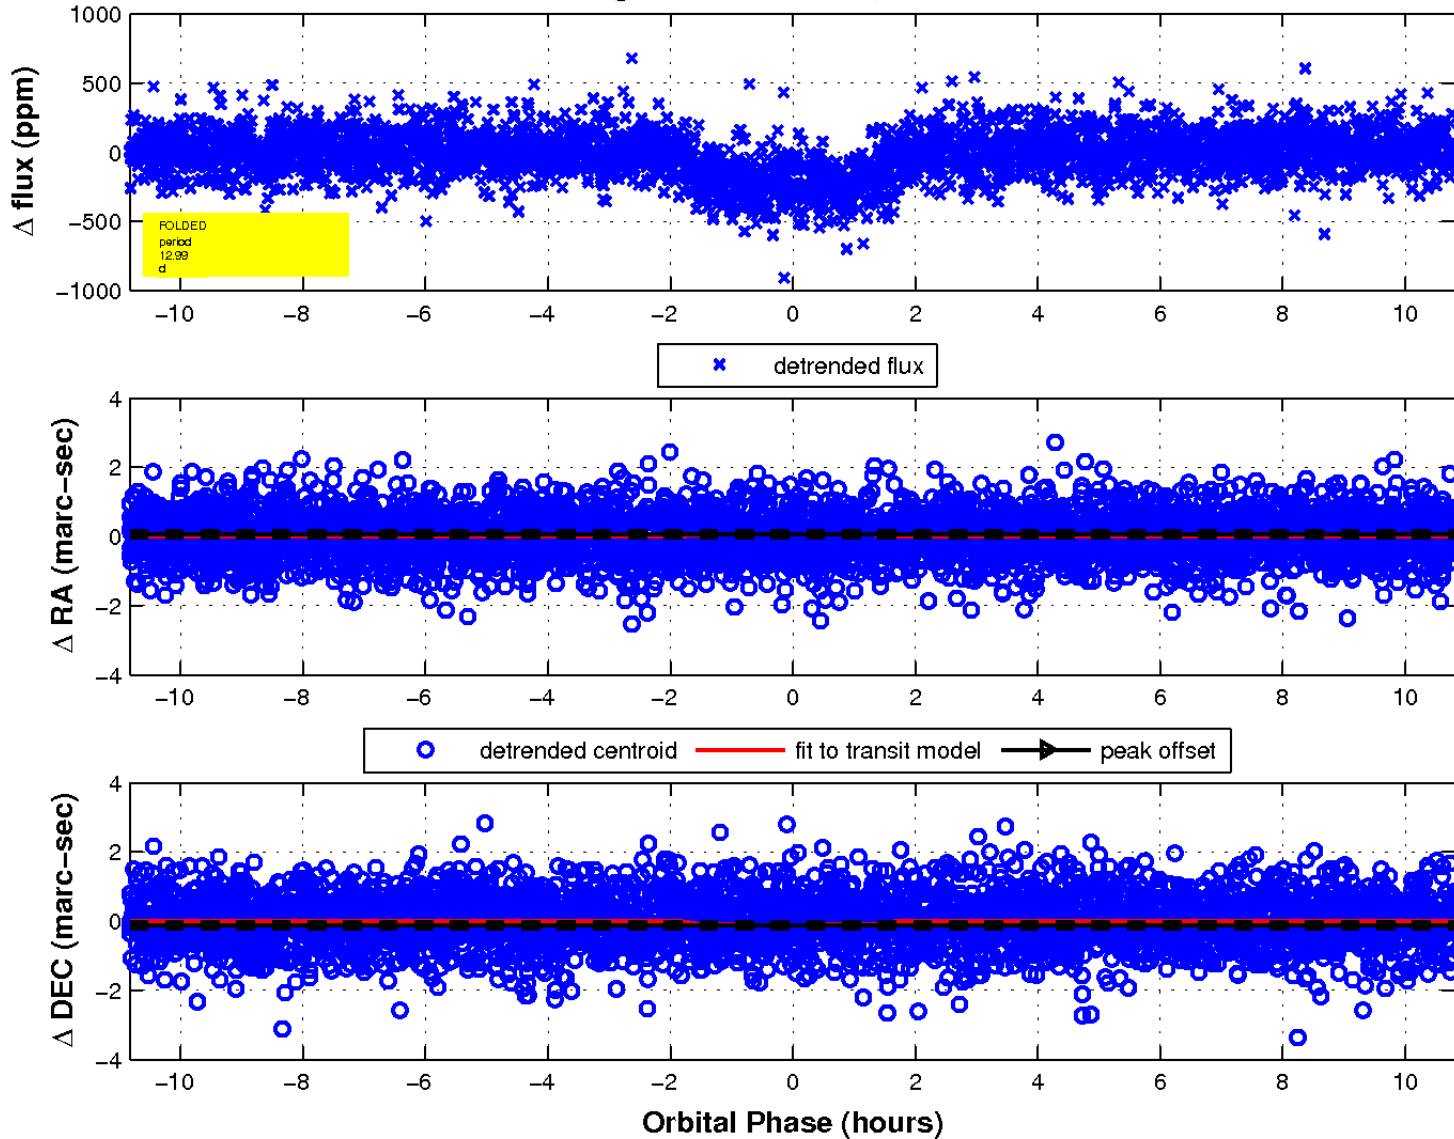 1000
500
0
−500
−1000
Δ flux (ppm)
FOLDED
period
12.99
d
−10 −8 −6 −4 −2 0 2 4 6 8 10
detrended flux
4
2
0
−2
−4
Δ RA (marc−sec)
−10 −8 −6 −4 −2 0 2 4 6 8 10
detrended centroid fit to transit model peak offset
4
2
0
−2
−4
Δ DEC (marc−sec)
−10 −8 −6 −4 −2 0 2 4 6 8 10
Orbital Phase (hours)